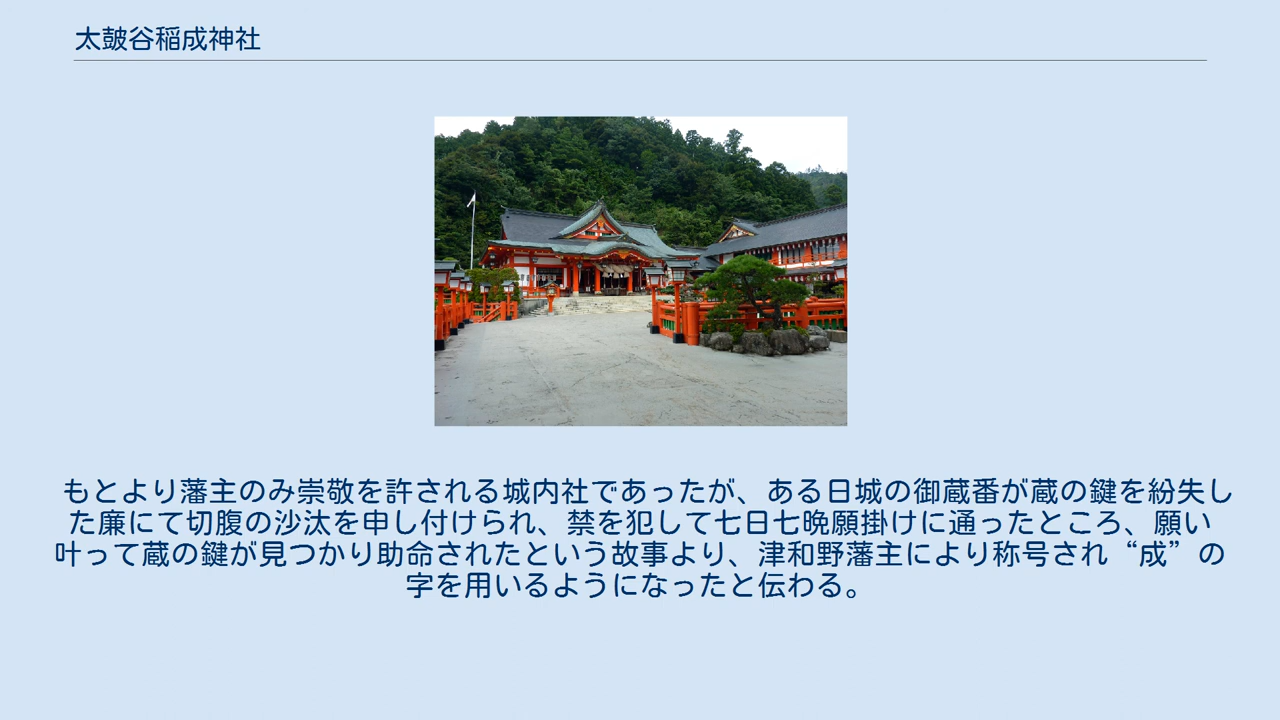 太皷谷稲成神社
もとより藩主のみ崇敬を許される城内社であったが、ある日城の御蔵番が蔵の鍵を紛失し
た廉にて切腹の沙汰を申し付けられ、禁を犯して七日七晩願掛けに通ったところ、願い
叶って蔵の鍵が見つかり助命されたという故事より、津和野藩主により称号され“成”の
字を用いるようになったと伝わる。